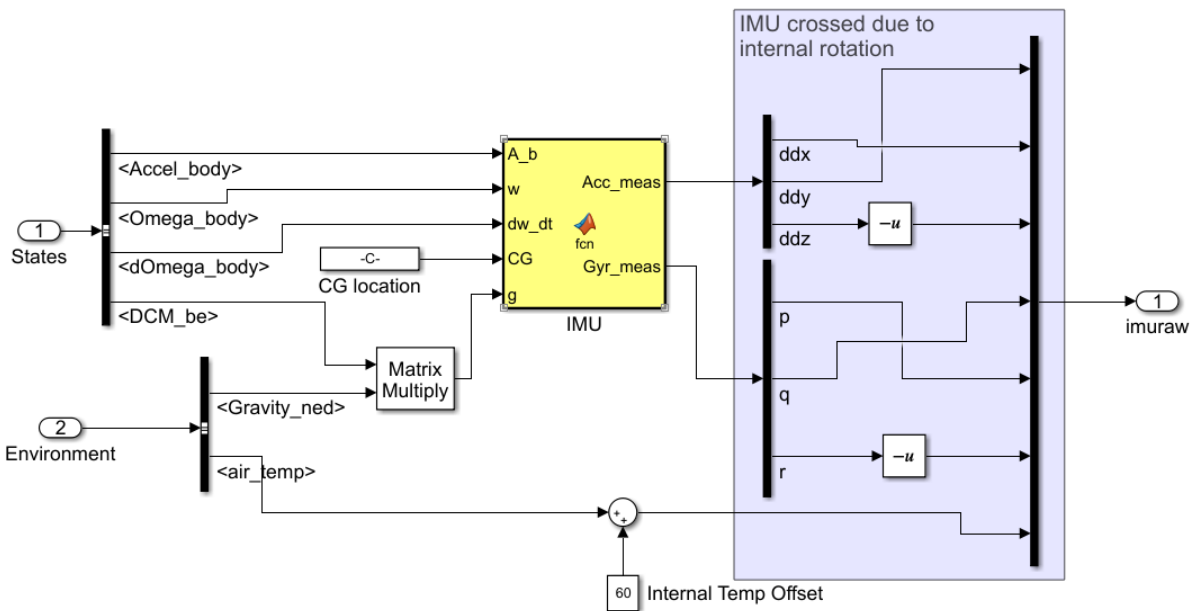 IMU crossed due to
internal rotation
1
States
<Accel_body>
<Omega_body>
<dOmega_body>
<DCM_be>
-C-
CG location
A_b
w
dw_dt
CG
g
fcn
Acc_meas
Gyr_meas
IMU
Matrix
Multiply
2
Environment
<Gravity_ned>
<air_temp>
ddx
ddy
ddz
-u
p
q
r
-u
1
imuraw
+
+
60
Internal Temp Offset